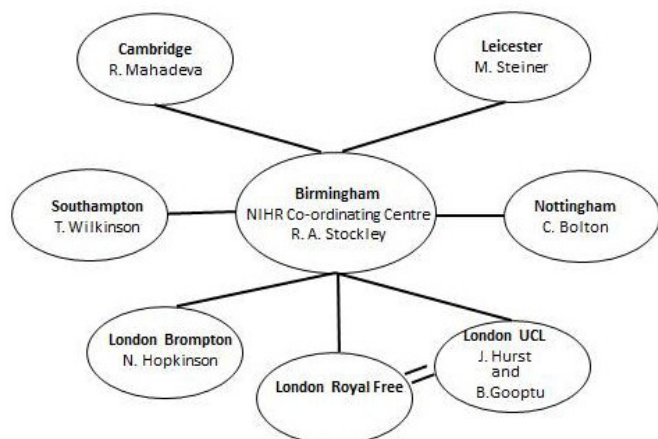 Cambridge
R. Mahadeva
Leicester
M. Steiner
Birmingham
NIHR Co-ordinating Centre
R. A. Stockley
Southampton
T. Wilkinson
Nottingham
C. Bolton
London Brompton
N. Hopkinson
London Royal Free
London UCL
J. Hurst
and
B.Gooptu